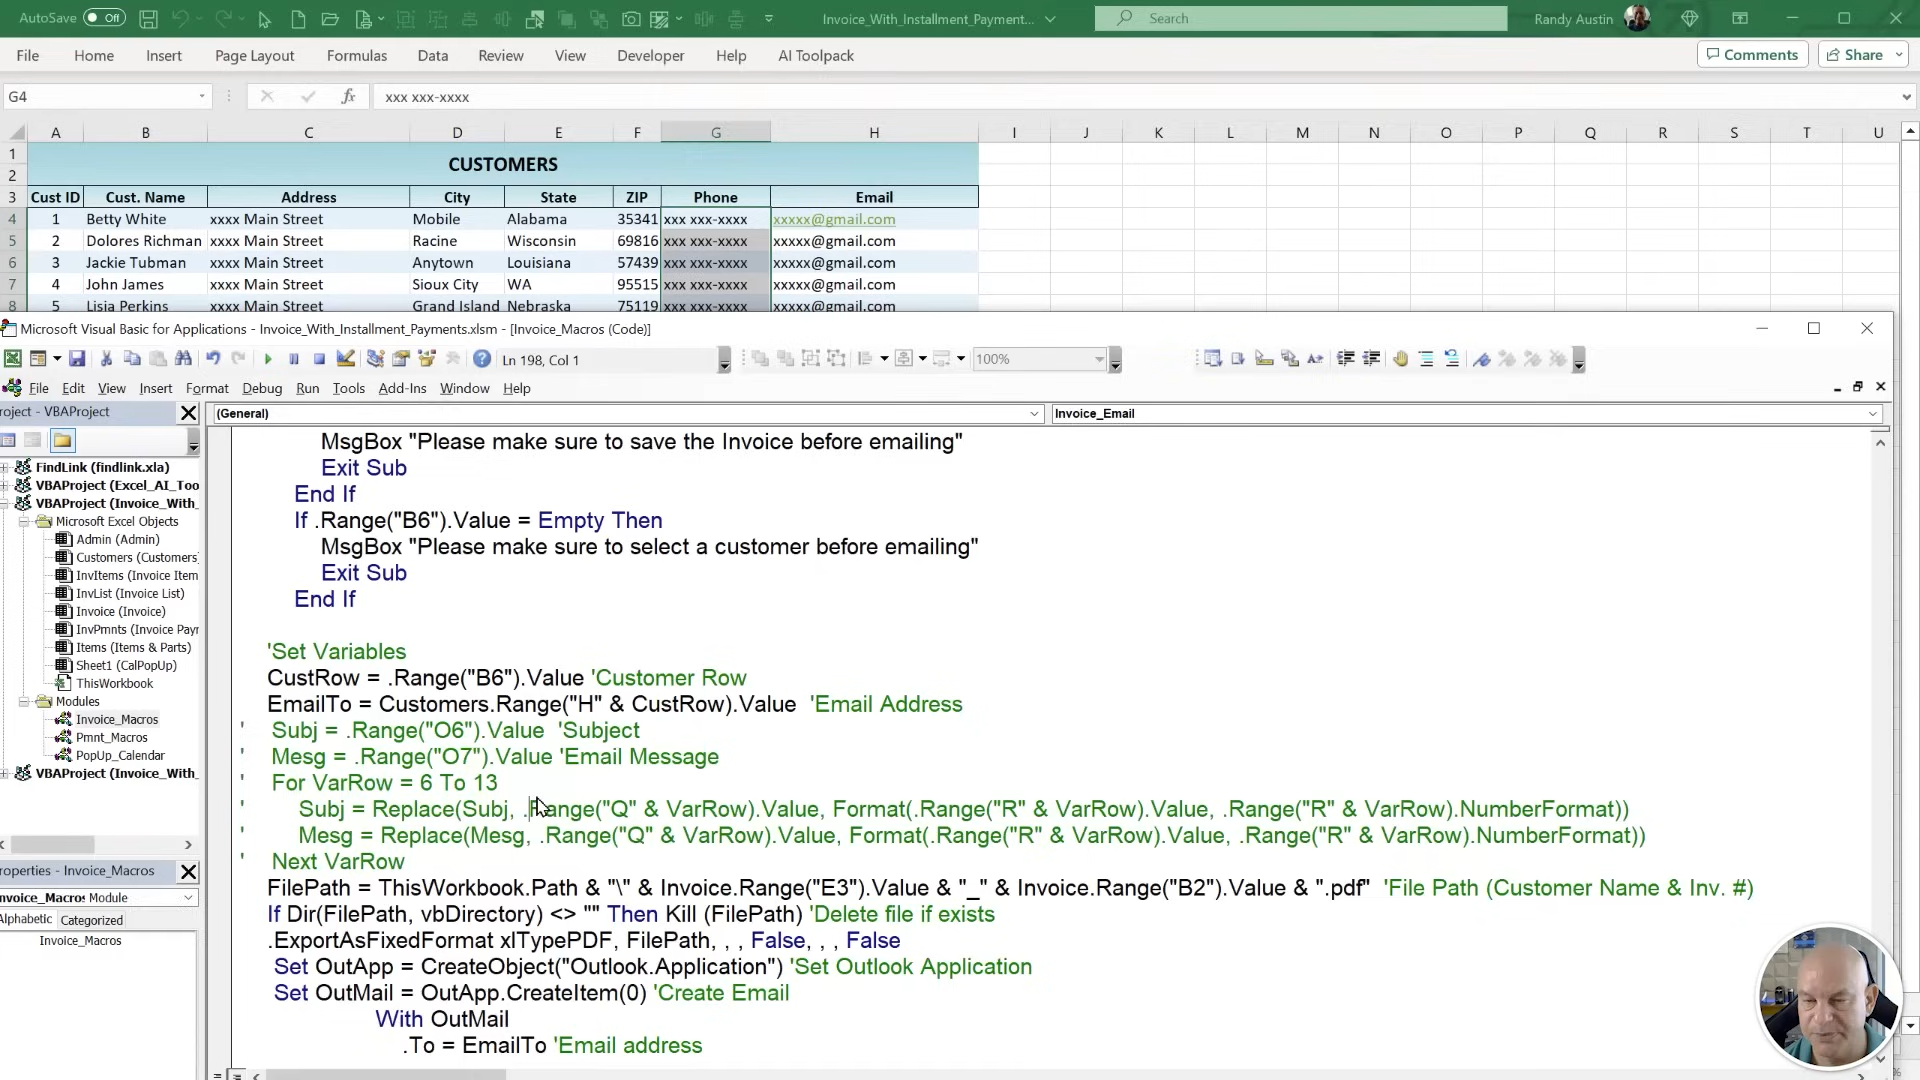 AutoSave Off Invoice_With_Installment_Payment... Search Randy Austin
File Home Insert Page Layout Formulas Data Review View Developer Help AI Toolpack Comments Share
G4 fx xxx xxx-xxxx
A B C D E F G H I J K L M N O P Q R S T U
1 CUSTOMERS
2
3 Cust ID Cust. Name Address City State ZIP Phone Email
4 1 Betty White xxxx Main Street Mobile Alabama 35341 xxx xxx-xxxx xxxxx@gmail.com
5 2 Dolores Richman xxxx Main Street Racine Wisconsin 69816 xxx xxx-xxxx xxxxx@gmail.com
6 3 Jackie Tubman xxxx Main Street Anytown Louisiana 57439 xxx xxx-xxxx xxxxx@gmail.com
7 4 John James xxxx Main Street Sioux City WA 95515 xxx xxx-xxxx xxxxx@gmail.com
8 5 Lisia Perkins xxxx Main Street Grand Island Nebraska 75119 xxx xxx-xxxx xxxxx@gmail.com
Microsoft Visual Basic for Applications - Invoice_With_Installment_Payments.xlsm - [Invoice_Macros (Code)]
Ln 198, Col 1 100%
File Edit View Insert Format Debug Run Tools Add-Ins Window Help
roject - VBAProject
FindLink (findlink.xla)
VBAProject (Excel_AI_Too
VBAProject (Invoice_With_
Microsoft Excel Objects
Admin (Admin)
Customers (Customers)
InvItems (Invoice Item
InvList (Invoice List)
Invoice (Invoice)
InvPmnts (Invoice Payr
Items (Items & Parts)
Sheet1 (CalPopUp)
ThisWorkbook
Modules
Invoice_Macros
Pmnt_Macros
PopUp_Calendar
VBAProject (Invoice_With_
roperties - Invoice_Macros
nvoice_Macros Module
Alphabetic Categorized
Invoice_Macros
(General) Invoice_Email
MsgBox "Please make sure to save the Invoice before emailing"
Exit Sub
End If
If .Range("B6").Value = Empty Then
MsgBox "Please make sure to select a customer before emailing"
Exit Sub
End If
'Set Variables
CustRow = .Range("B6").Value 'Customer Row
EmailTo = Customers.Range("H" & CustRow).Value 'Email Address
' Subj = .Range("O6").Value 'Subject
' Mesg = .Range("O7").Value 'Email Message
' For VarRow = 6 To 13
' Subj = Replace(Subj, .Range("Q" & VarRow).Value, Format(.Range("R" & VarRow).Value, .Range("R" & VarRow).NumberFormat))
' Mesg = Replace(Mesg, .Range("Q" & VarRow).Value, Format(.Range("R" & VarRow).Value, .Range("R" & VarRow).NumberFormat))
' Next VarRow
FilePath = ThisWorkbook.Path & "\" & Invoice.Range("E3").Value & "_" & Invoice.Range("B2").Value & ".pdf" 'File Path (Customer Name & Inv. #)
If Dir(FilePath, vbDirectory) <> "" Then Kill (FilePath) 'Delete file if exists
.ExportAsFixedFormat xlTypePDF, FilePath, , , False, , , False
Set OutApp = CreateObject("Outlook.Application") 'Set Outlook Application
Set OutMail = OutApp.CreateItem(0) 'Create Email
With OutMail
.To = EmailTo 'Email address